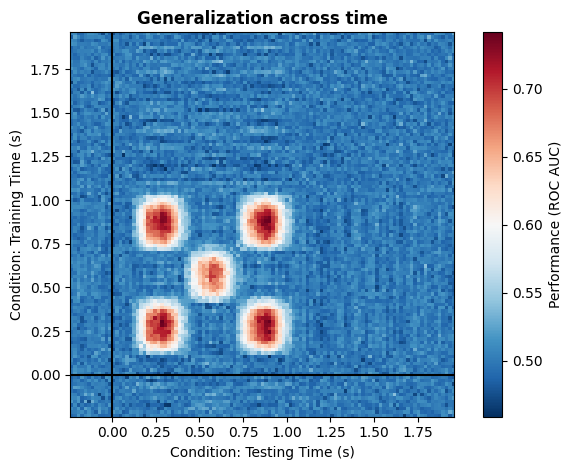 Generalization across time
Condition: Training Time (s)
1.75
1.50
1.25
1.00
0.75
0.50
0.25
0.00
0.00 0.25 0.50 0.75 1.00 1.25 1.50 1.75
Condition: Testing Time (s)
0.70
0.65
0.60
0.55
0.50
Performance (ROC AUC)